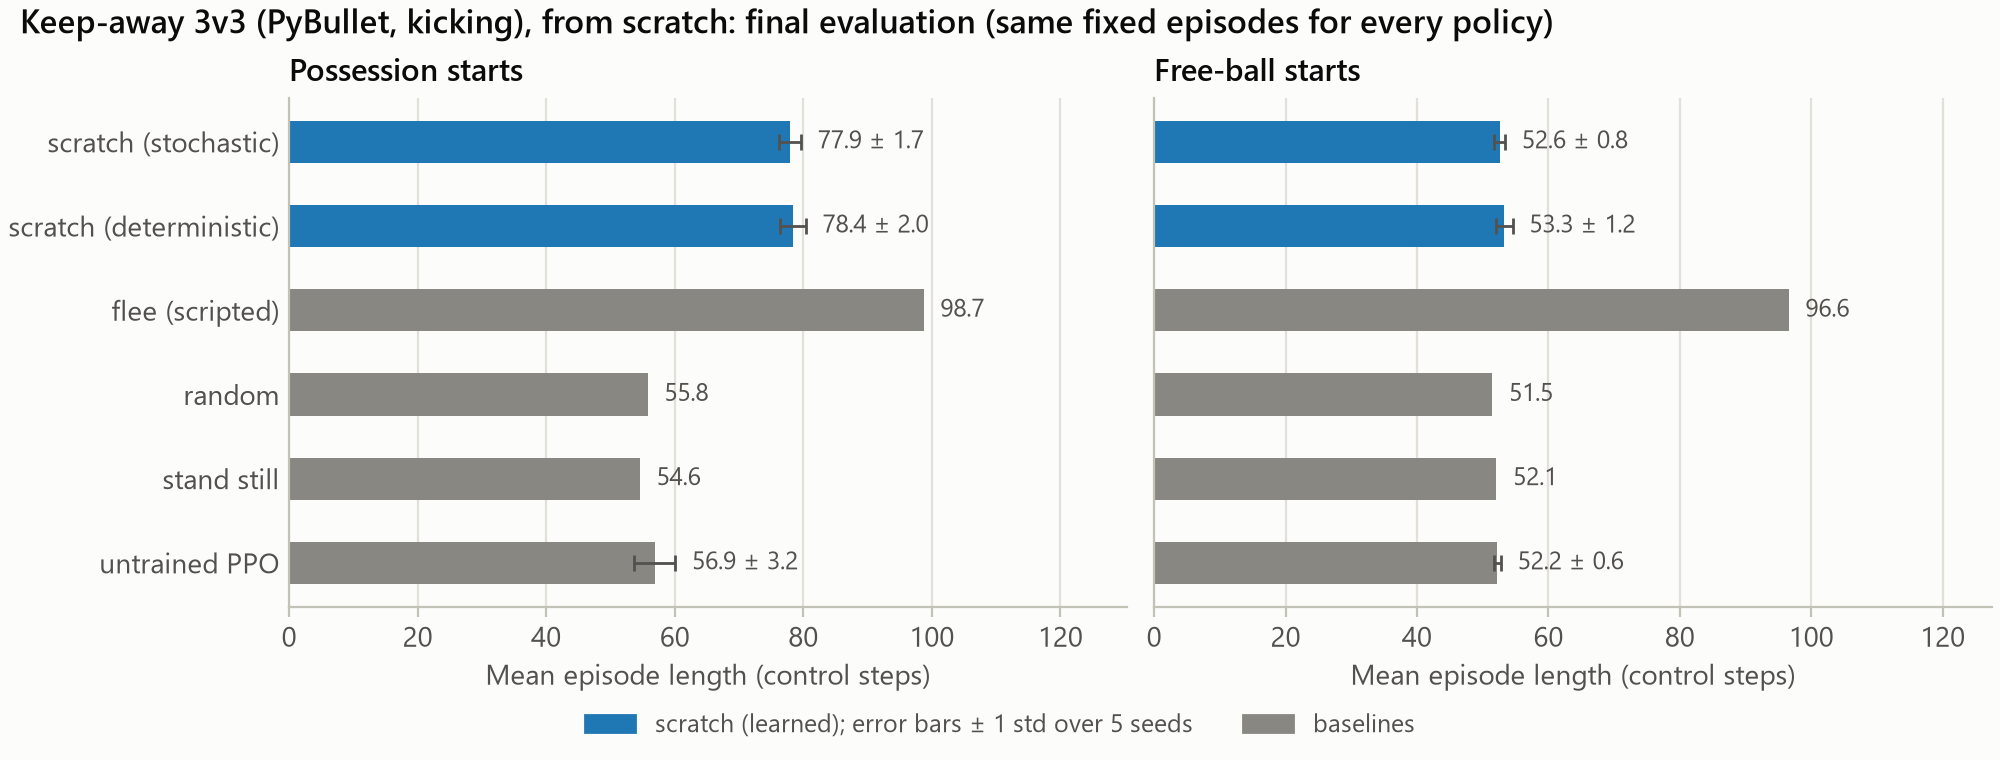 Keep-away 3v3 (PyBullet, kicking), from scratch: final evaluation (same fixed episodes for every policy)
Possession starts
scratch (stochastic)
77.9 ± 1.7
scratch (deterministic)
78.4 ± 2.0
flee (scripted)
98.7
random
55.8
stand still
54.6
untrained PPO
56.9 ± 3.2
0 20 40 60 80 100 120
Mean episode length (control steps)
Free-ball starts
52.6 ± 0.8
53.3 ± 1.2
96.6
51.5
52.1
52.2 ± 0.6
0 20 40 60 80 100 120
Mean episode length (control steps)
scratch (learned); error bars ± 1 std over 5 seeds
baselines